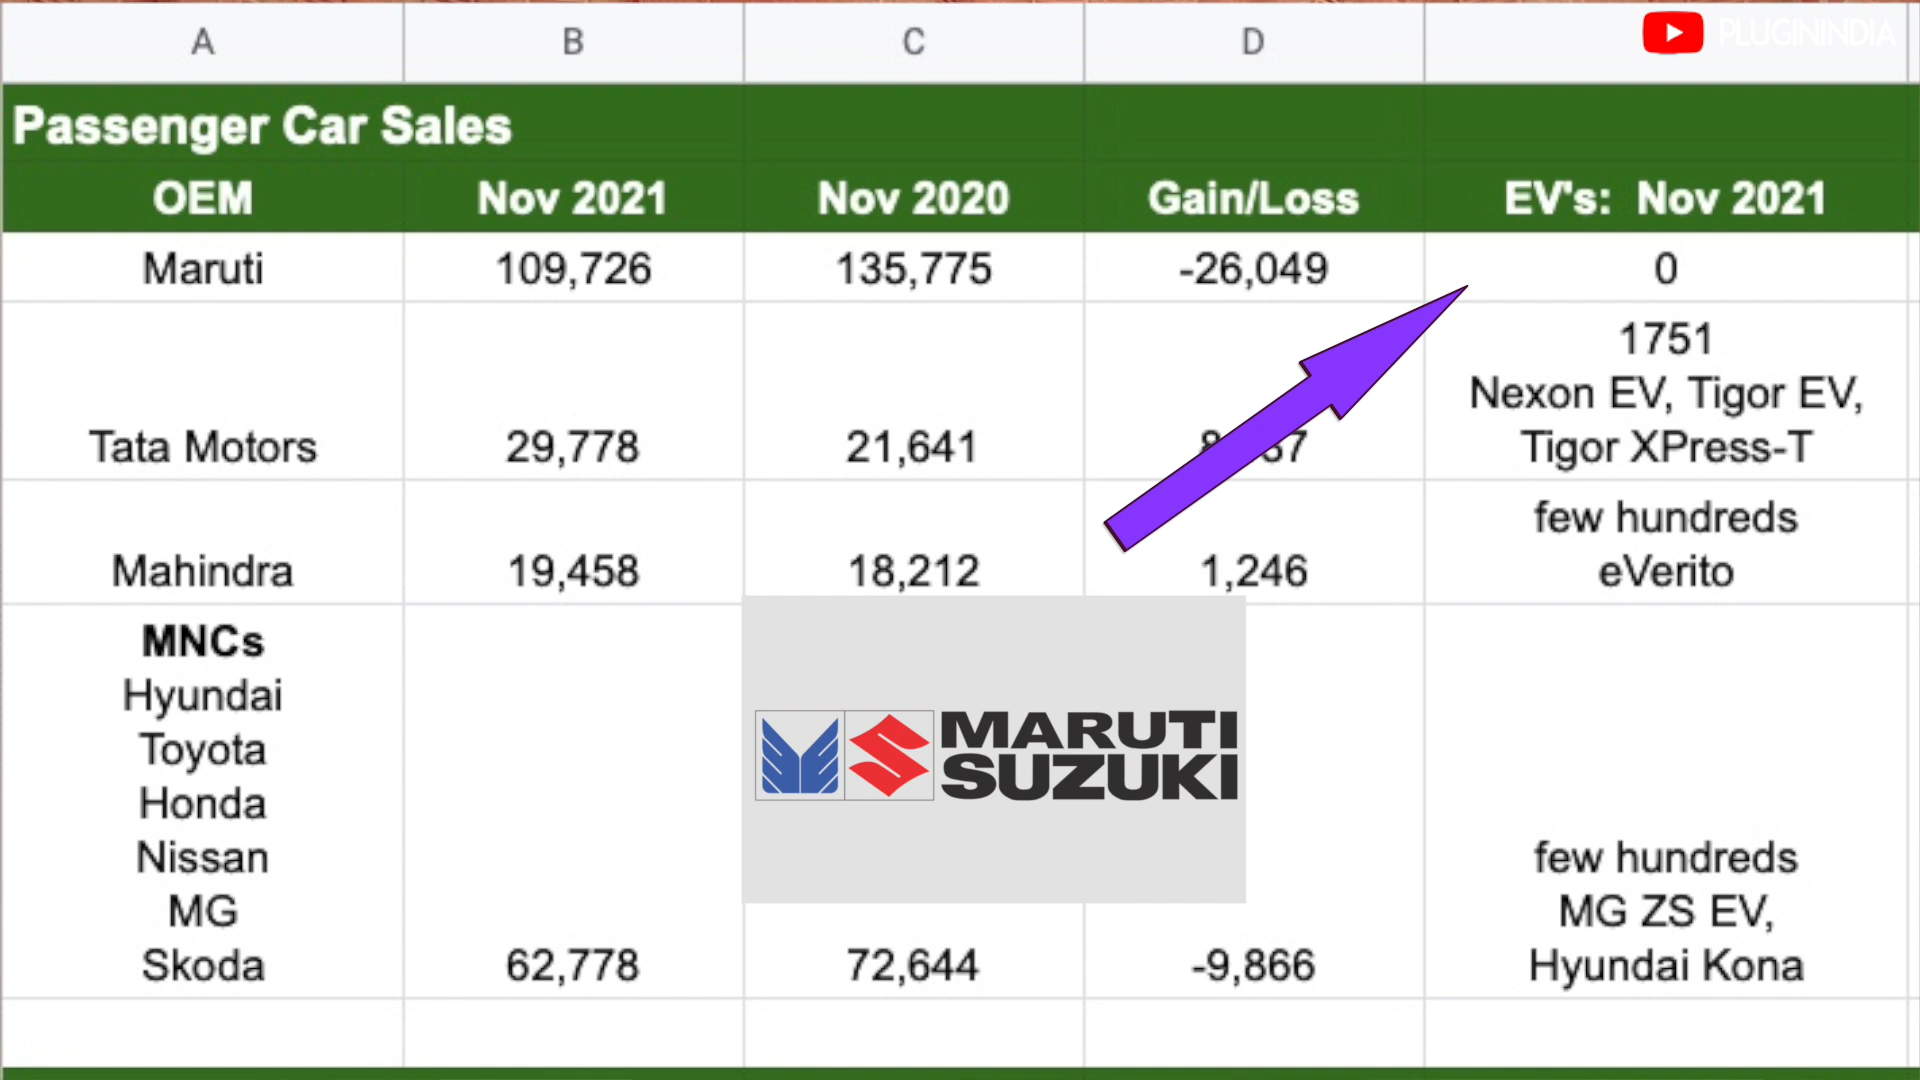 A B C D
PLUGININDIA
Passenger Car Sales
OEM Nov 2021 Nov 2020 Gain/Loss EV's: Nov 2021
Maruti 109,726 135,775 -26,049 0
1751
Nexon EV, Tigor EV,
Tata Motors 29,778 21,641 Tigor XPress-T
few hundreds
Mahindra 19,458 18,212 1,246 eVerito
MNCs
Hyundai
Toyota
Honda
Nissan few hundreds
MG MG ZS EV,
Skoda 62,778 72,644 -9,866 Hyundai Kona
MARUTI
SUZUKI